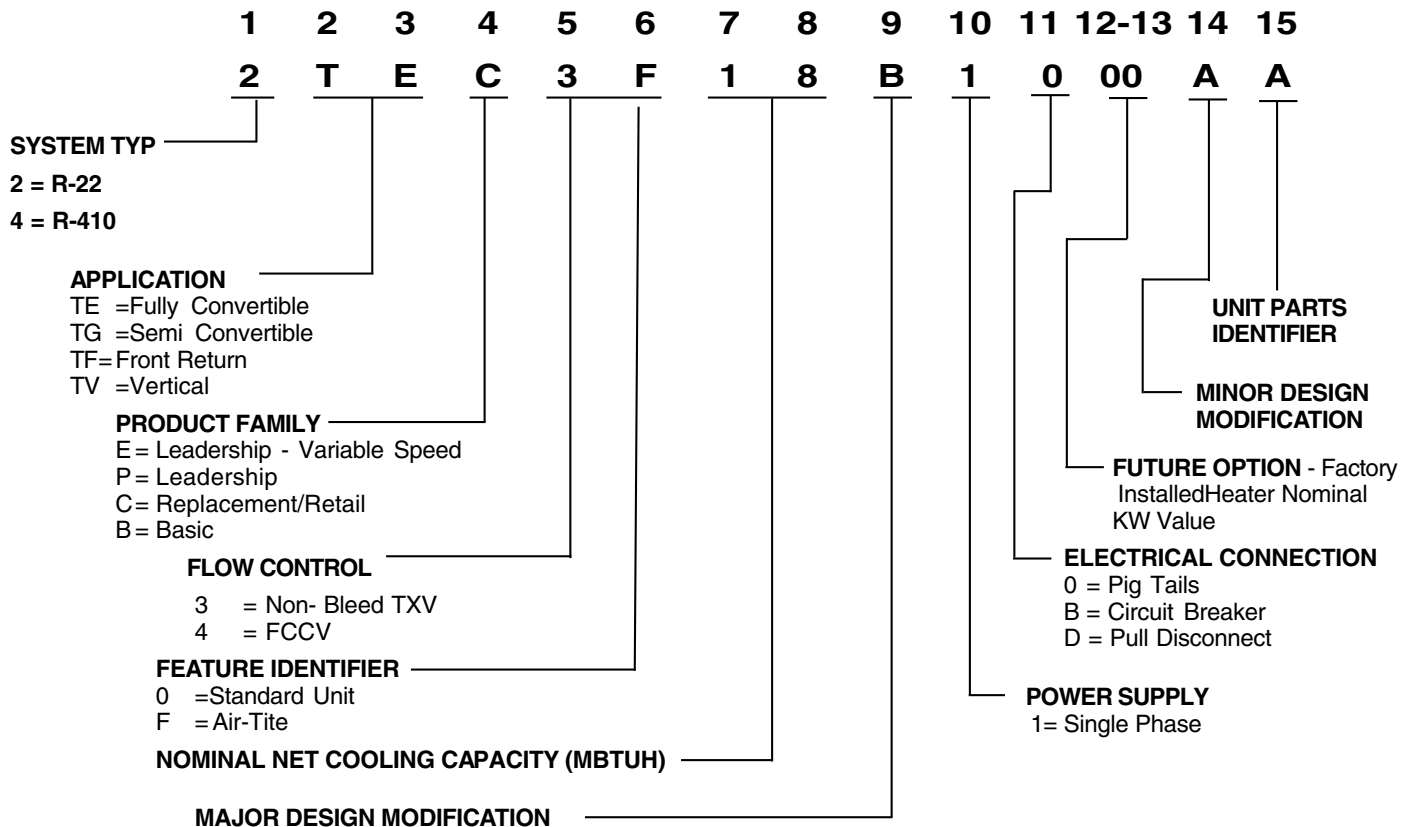 1 2 3 4 5 6 7 8 9 10 11 12-13 14 15
2 T E C 3 F 1 8 B 1 0 00 A A
SYSTEM TYP
2 = R-22
4 = R-410
APPLICATION
TE =Fully Convertible
TG =Semi Convertible
TF=Front Return
TV =Vertical
PRODUCT FAMILY
E= Leadership - Variable Speed
P= Leadership
C= Replacement/Retail
B= Basic
FLOW CONTROL
3 = Non- Bleed TXV
4 = FCCV
FEATURE IDENTIFIER
0 =Standard Unit
F =Air-Tite
NOMINAL NET COOLING CAPACITY (MBTUH)
MAJOR DESIGN MODIFICATION
UNIT PARTS
IDENTIFIER
MINOR DESIGN
MODIFICATION
FUTURE OPTION - Factory
InstalledHeater Nominal
KW Value
ELECTRICAL CONNECTION
0 = Pig Tails
B = Circuit Breaker
D = Pull Disconnect
POWER SUPPLY
1= Single Phase